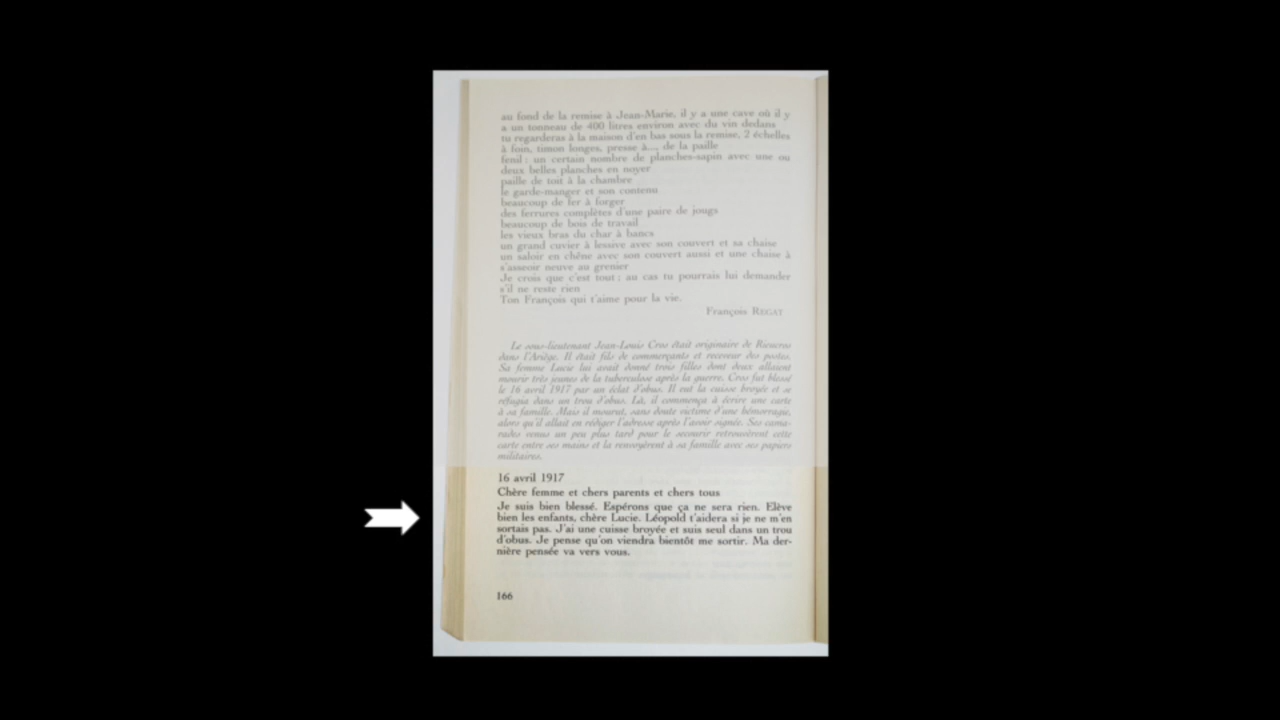 au fond de la remise à Jean-Marie, il y a une cave où il y
a un tonneau de 400 litres environ avec du vin dedans
tu regarderas à la maison d'en bas sous la remise, 2 échelles
à foin, timon longes, presse à..., de la paille
fenil : un certain nombre de planches-sapin avec une ou
deux belles planches en noyer
paille de toit à la chambre
le garde-manger et son contenu
beaucoup de fer à forger
des ferrures complètes d'une paire de jougs
beaucoup de bois de travail
les vieux bras du char à bancs
un grand cuvier à lessive avec son couvert et sa chaise
un saloir en chêne avec son couvert aussi et une chaise à
s'asseoir neuve au grenier
Je crois que c'est tout ; au cas tu pourrais lui demander
s'il ne reste rien
Ton François qui t'aime pour la vie.
François REGAT
Le sous-lieutenant Jean-Louis Cros était originaire de Rieucros
dans l'Ariège. Il était fils de commerçants et receveur des postes.
Sa femme Lucie lui avait donné trois filles dont deux allaient
mourir très jeunes de la tuberculose après la guerre. Cros fut blessé
le 16 avril 1917 par un éclat d'obus. Il eut la cuisse broyée et se
réfugia dans un trou d'obus. Là, il commença à écrire une carte
à sa famille. Mais il mourut, sans doute victime d'une hémorragie,
alors qu'il allait en rédiger l'adresse après l'avoir signée. Ses cama-
rades venus un peu plus tard pour le secourir retrouvèrent cette
carte entre ses mains et la renvoyèrent à sa famille avec ses papiers
militaires.
16 avril 1917
Chère femme et chers parents et chers tous
Je suis bien blessé. Espérons que ça ne sera rien. Elève
bien les enfants, chère Lucie. Léopold t'aidera si je ne m'en
sortais pas. J'ai une cuisse broyée et suis seul dans un trou
d'obus. Je pense qu'on viendra bientôt me sortir. Ma der-
nière pensée va vers vous.
166